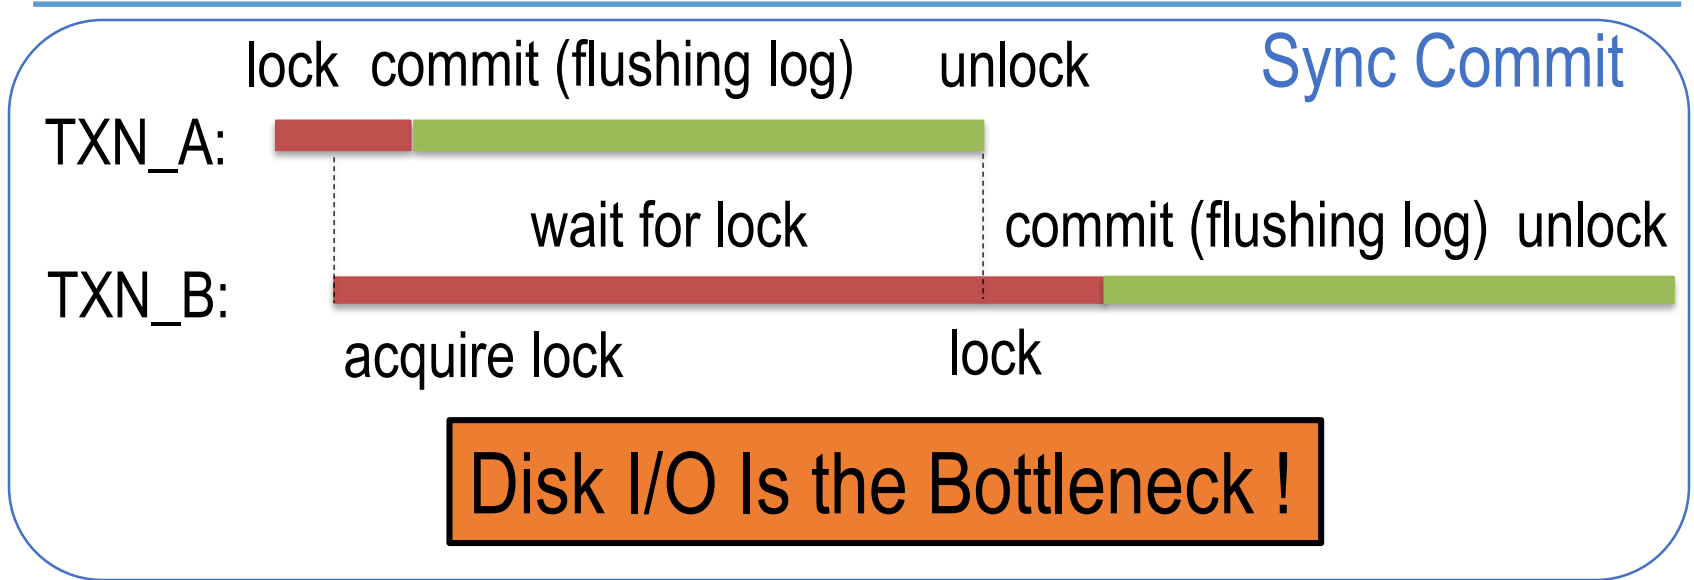 Sync Commit
lock commit (flushing log) unlock
TXN_A:
wait for lock commit (flushing log) unlock
TXN_B:
acquire lock lock
Disk I/O Is the Bottleneck !